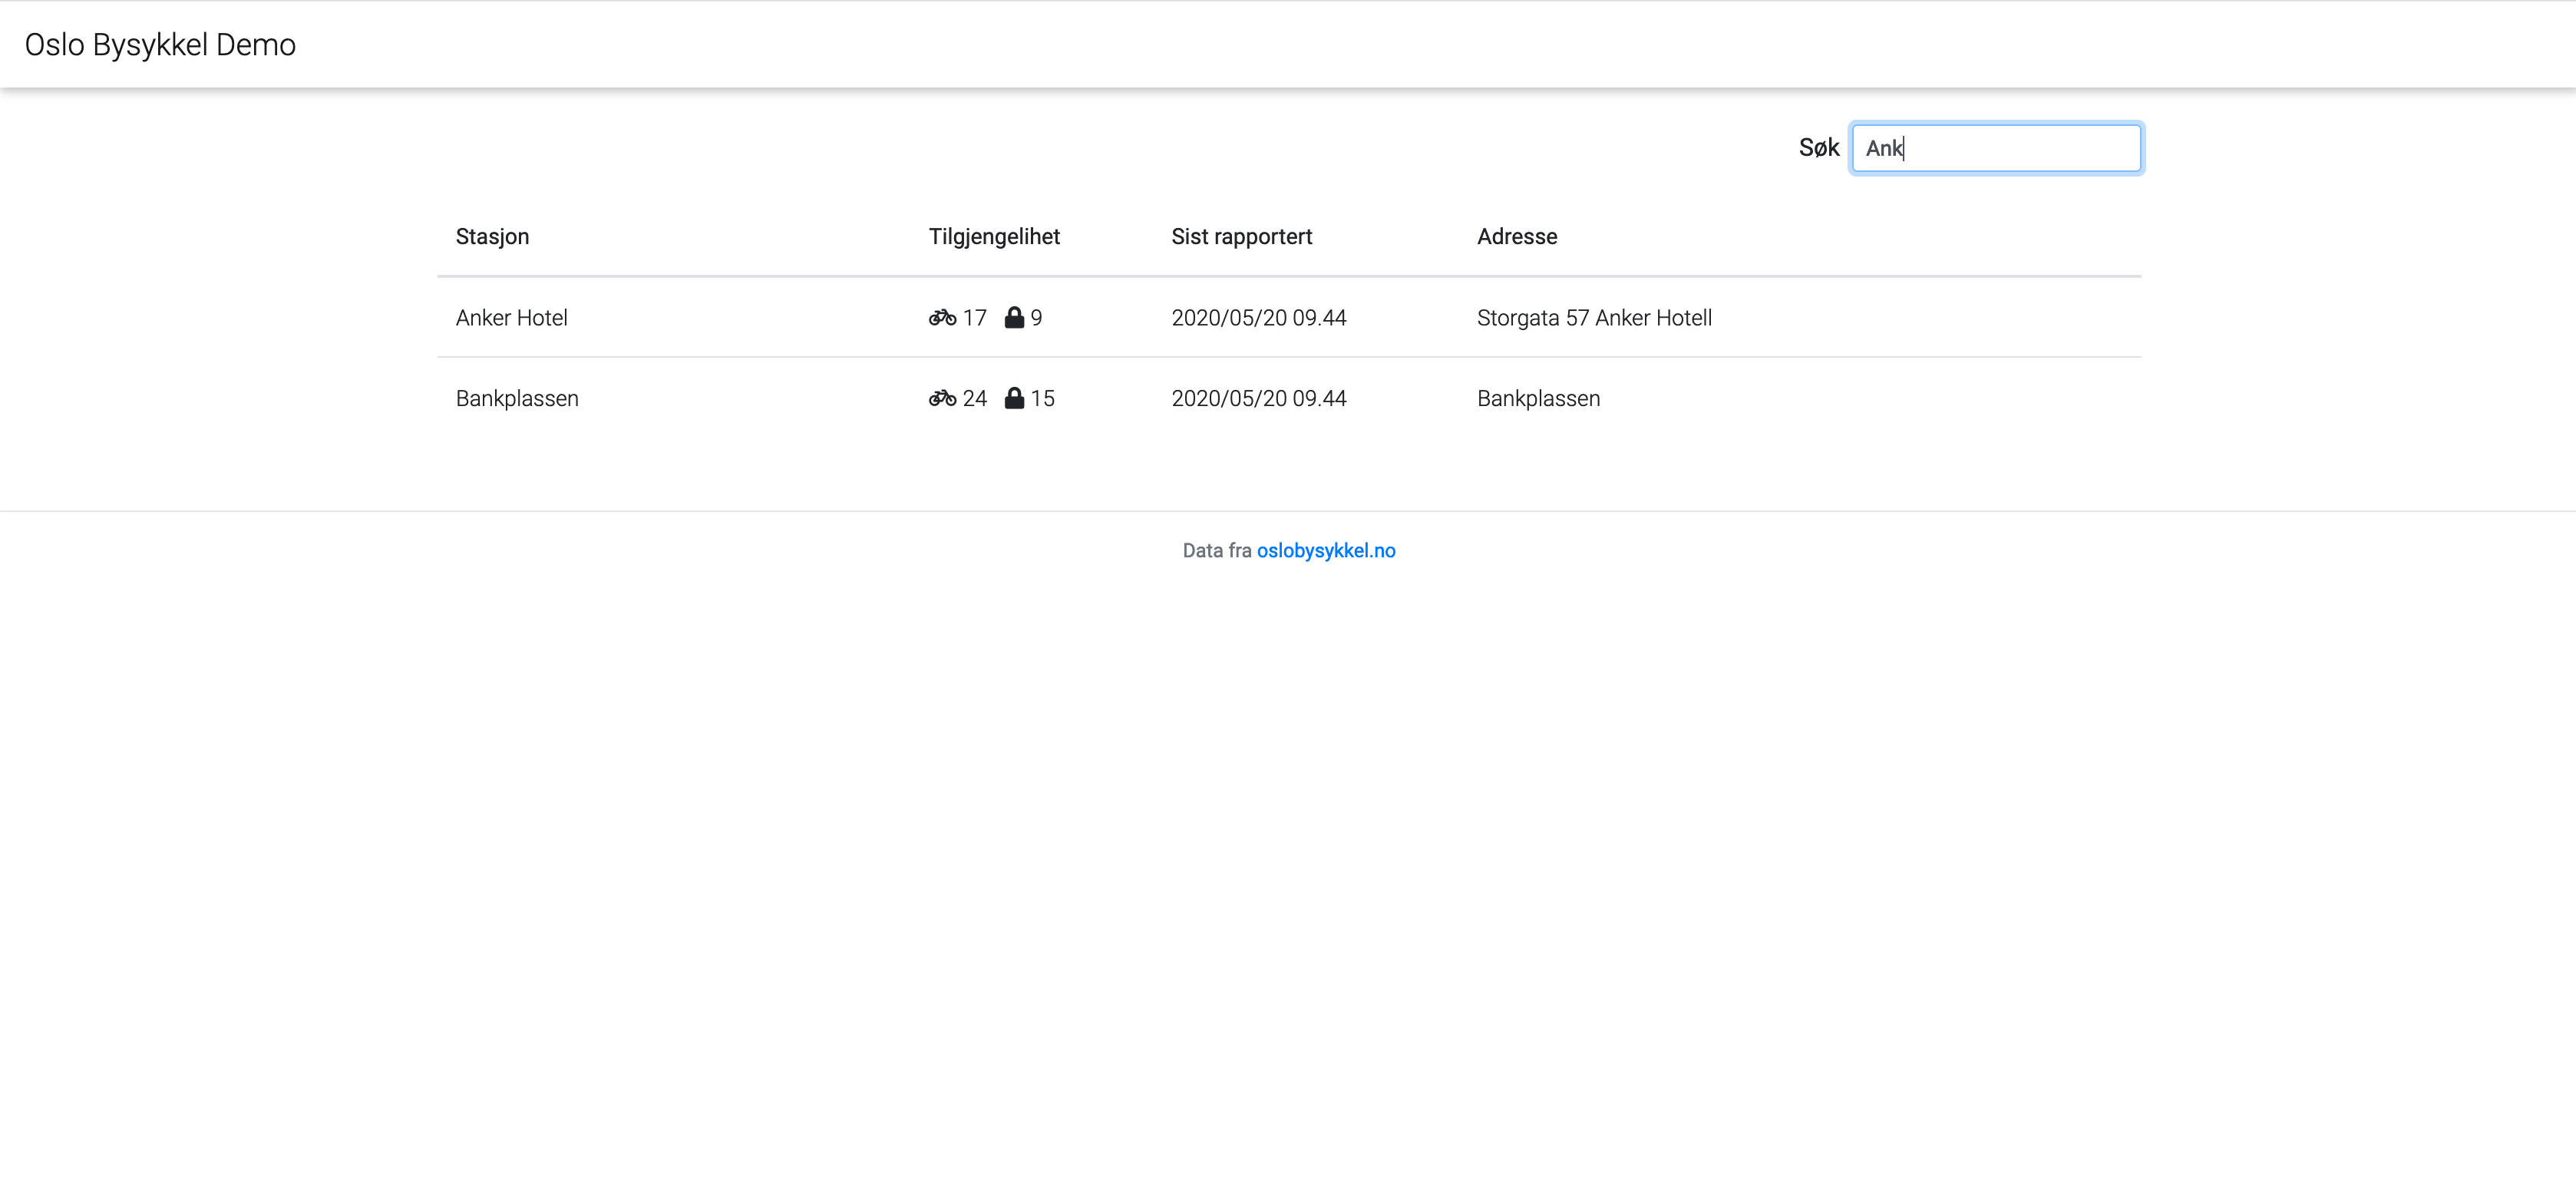 Oslo Bysykkel Demo
Søk Ank
Stasjon Tilgjengelihet Sist rapportert Adresse
Anker Hotel 17 9 2020/05/20 09.44 Storgata 57 Anker Hotell
Bankplassen 24 15 2020/05/20 09.44 Bankplassen
Data fra oslobysykkel.no